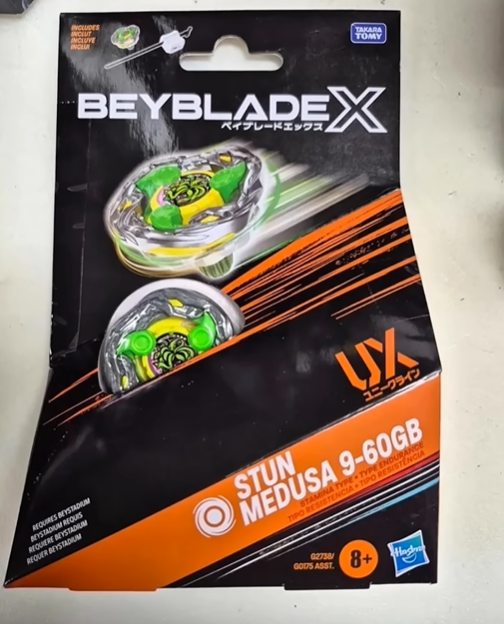 INCLUDES:
INCLUT
INCLUYE
INCLUI
TAKARA
TOMY
BEYBLADE X
ベイブレードエックス
UX
ユニークライン
STUN
MEDUSA 9-60GB
STAMINA TYPE • TYPE ENDURANCE
TIPO RESISTENCIA • TIPO RESISTÊNCIA
REQUIRES BEYSTADIUM
BEYSTADIUM REQUIS
REQUIERE BEYSTADIUM
REQUER BEYSTADIUM
G2738/
G0175 ASST.
8+
Hasbro